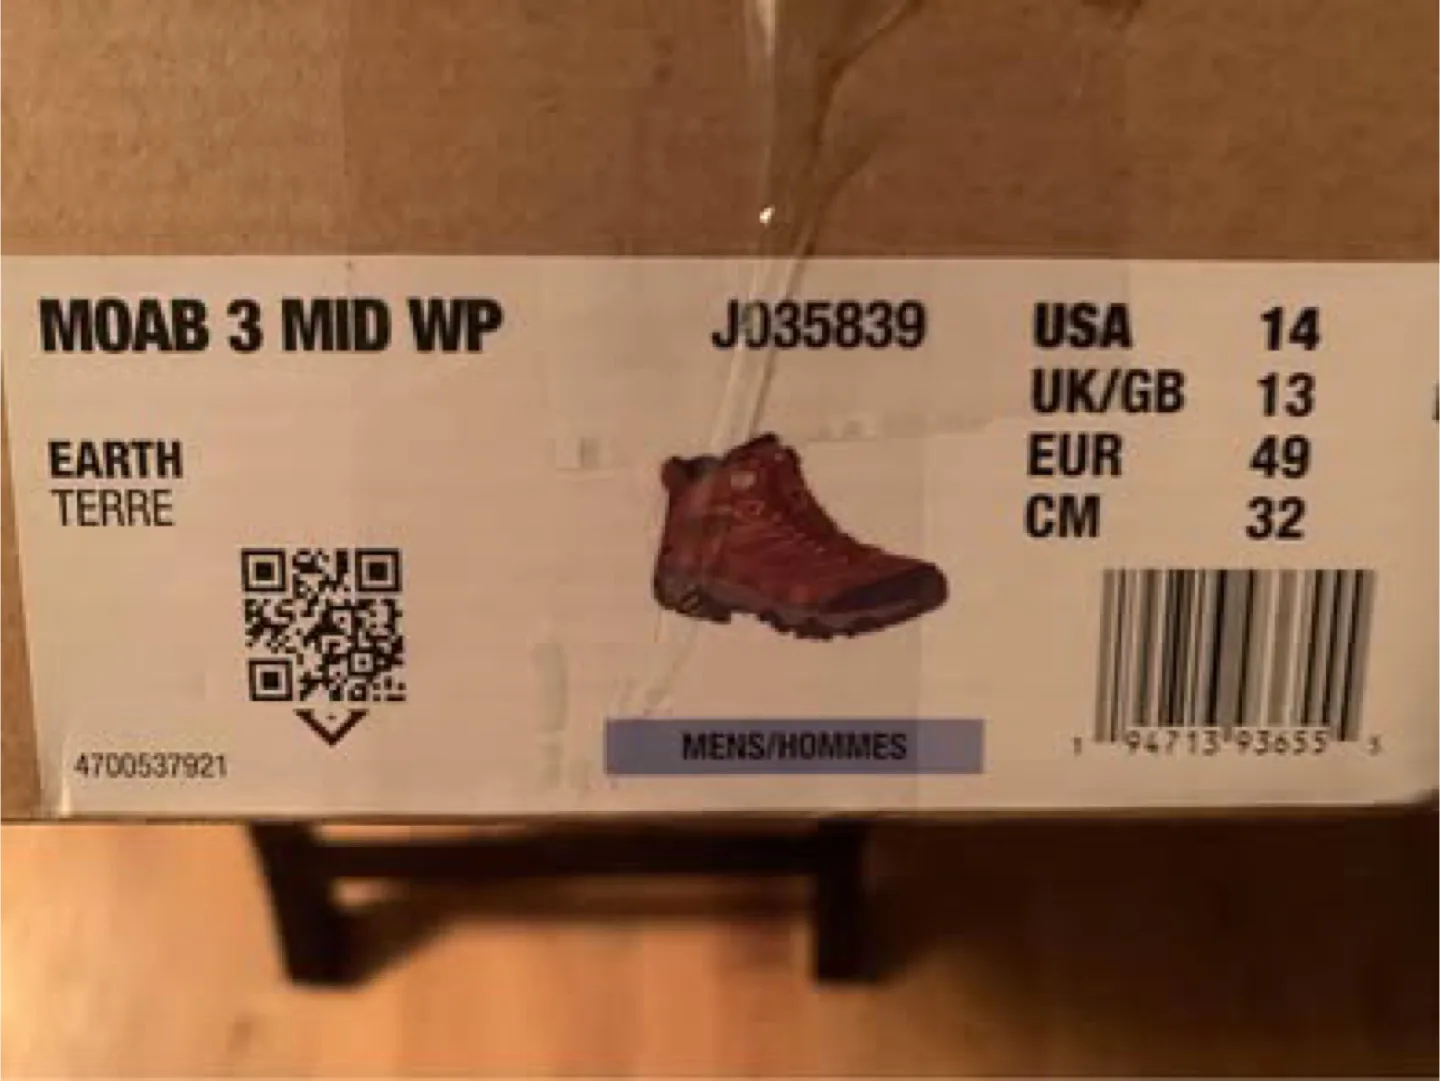 MOAB 3 MID WP
J035839
USA 14
UK/GB 13
EUR 49
CM 32
EARTH
TERRE
4700537921
MENS/HOMMES
1 94713 93655 3